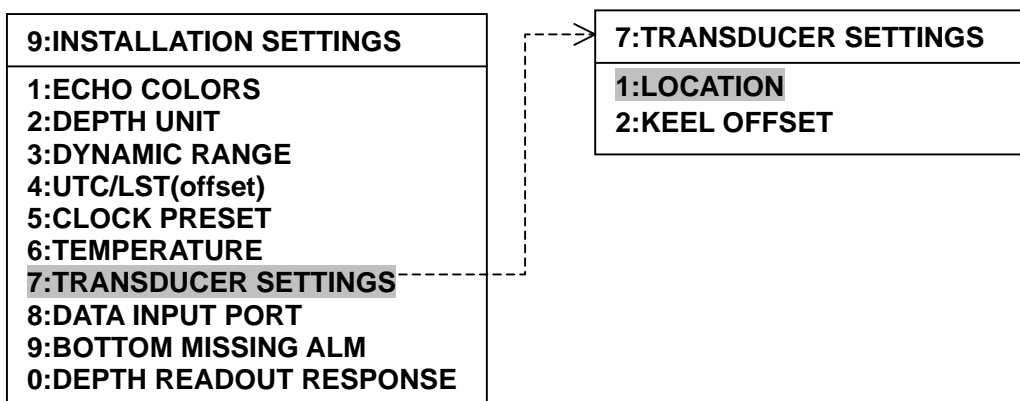 9:INSTALLATION SETTINGS
1:ECHO COLORS
2:DEPTH UNIT
3:DYNAMIC RANGE
4:UTC/LST(offset)
5:CLOCK PRESET
6:TEMPERATURE
7:TRANSDUCER SETTINGS
8:DATA INPUT PORT
9:BOTTOM MISSING ALM
0:DEPTH READOUT RESPONSE
7:TRANSDUCER SETTINGS
1:LOCATION
2:KEEL OFFSET